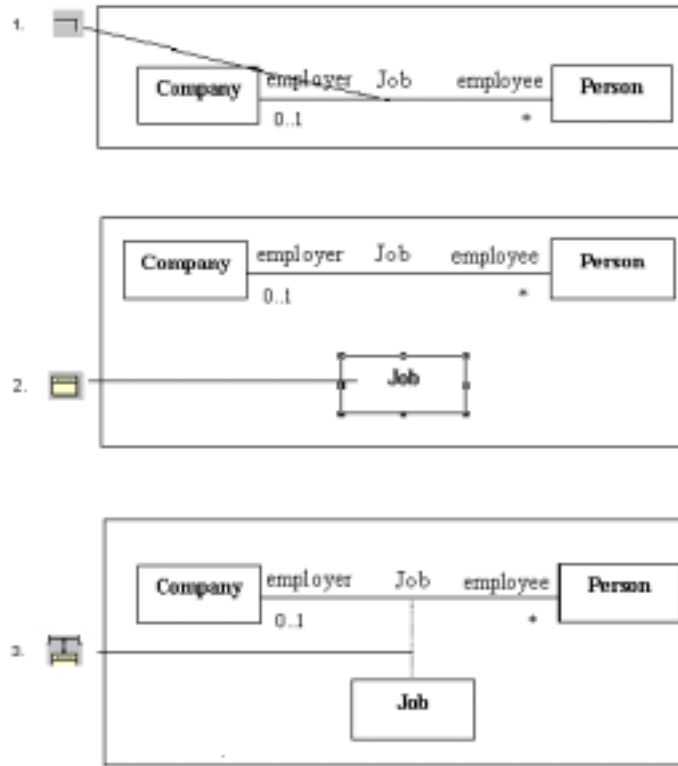 1.
employer Job employee
Company Person
0..1 *
employer Job employee
Company Person
0..1 *
Job
2.
employer Job employee
Company Person
0..1 *
3.
Job